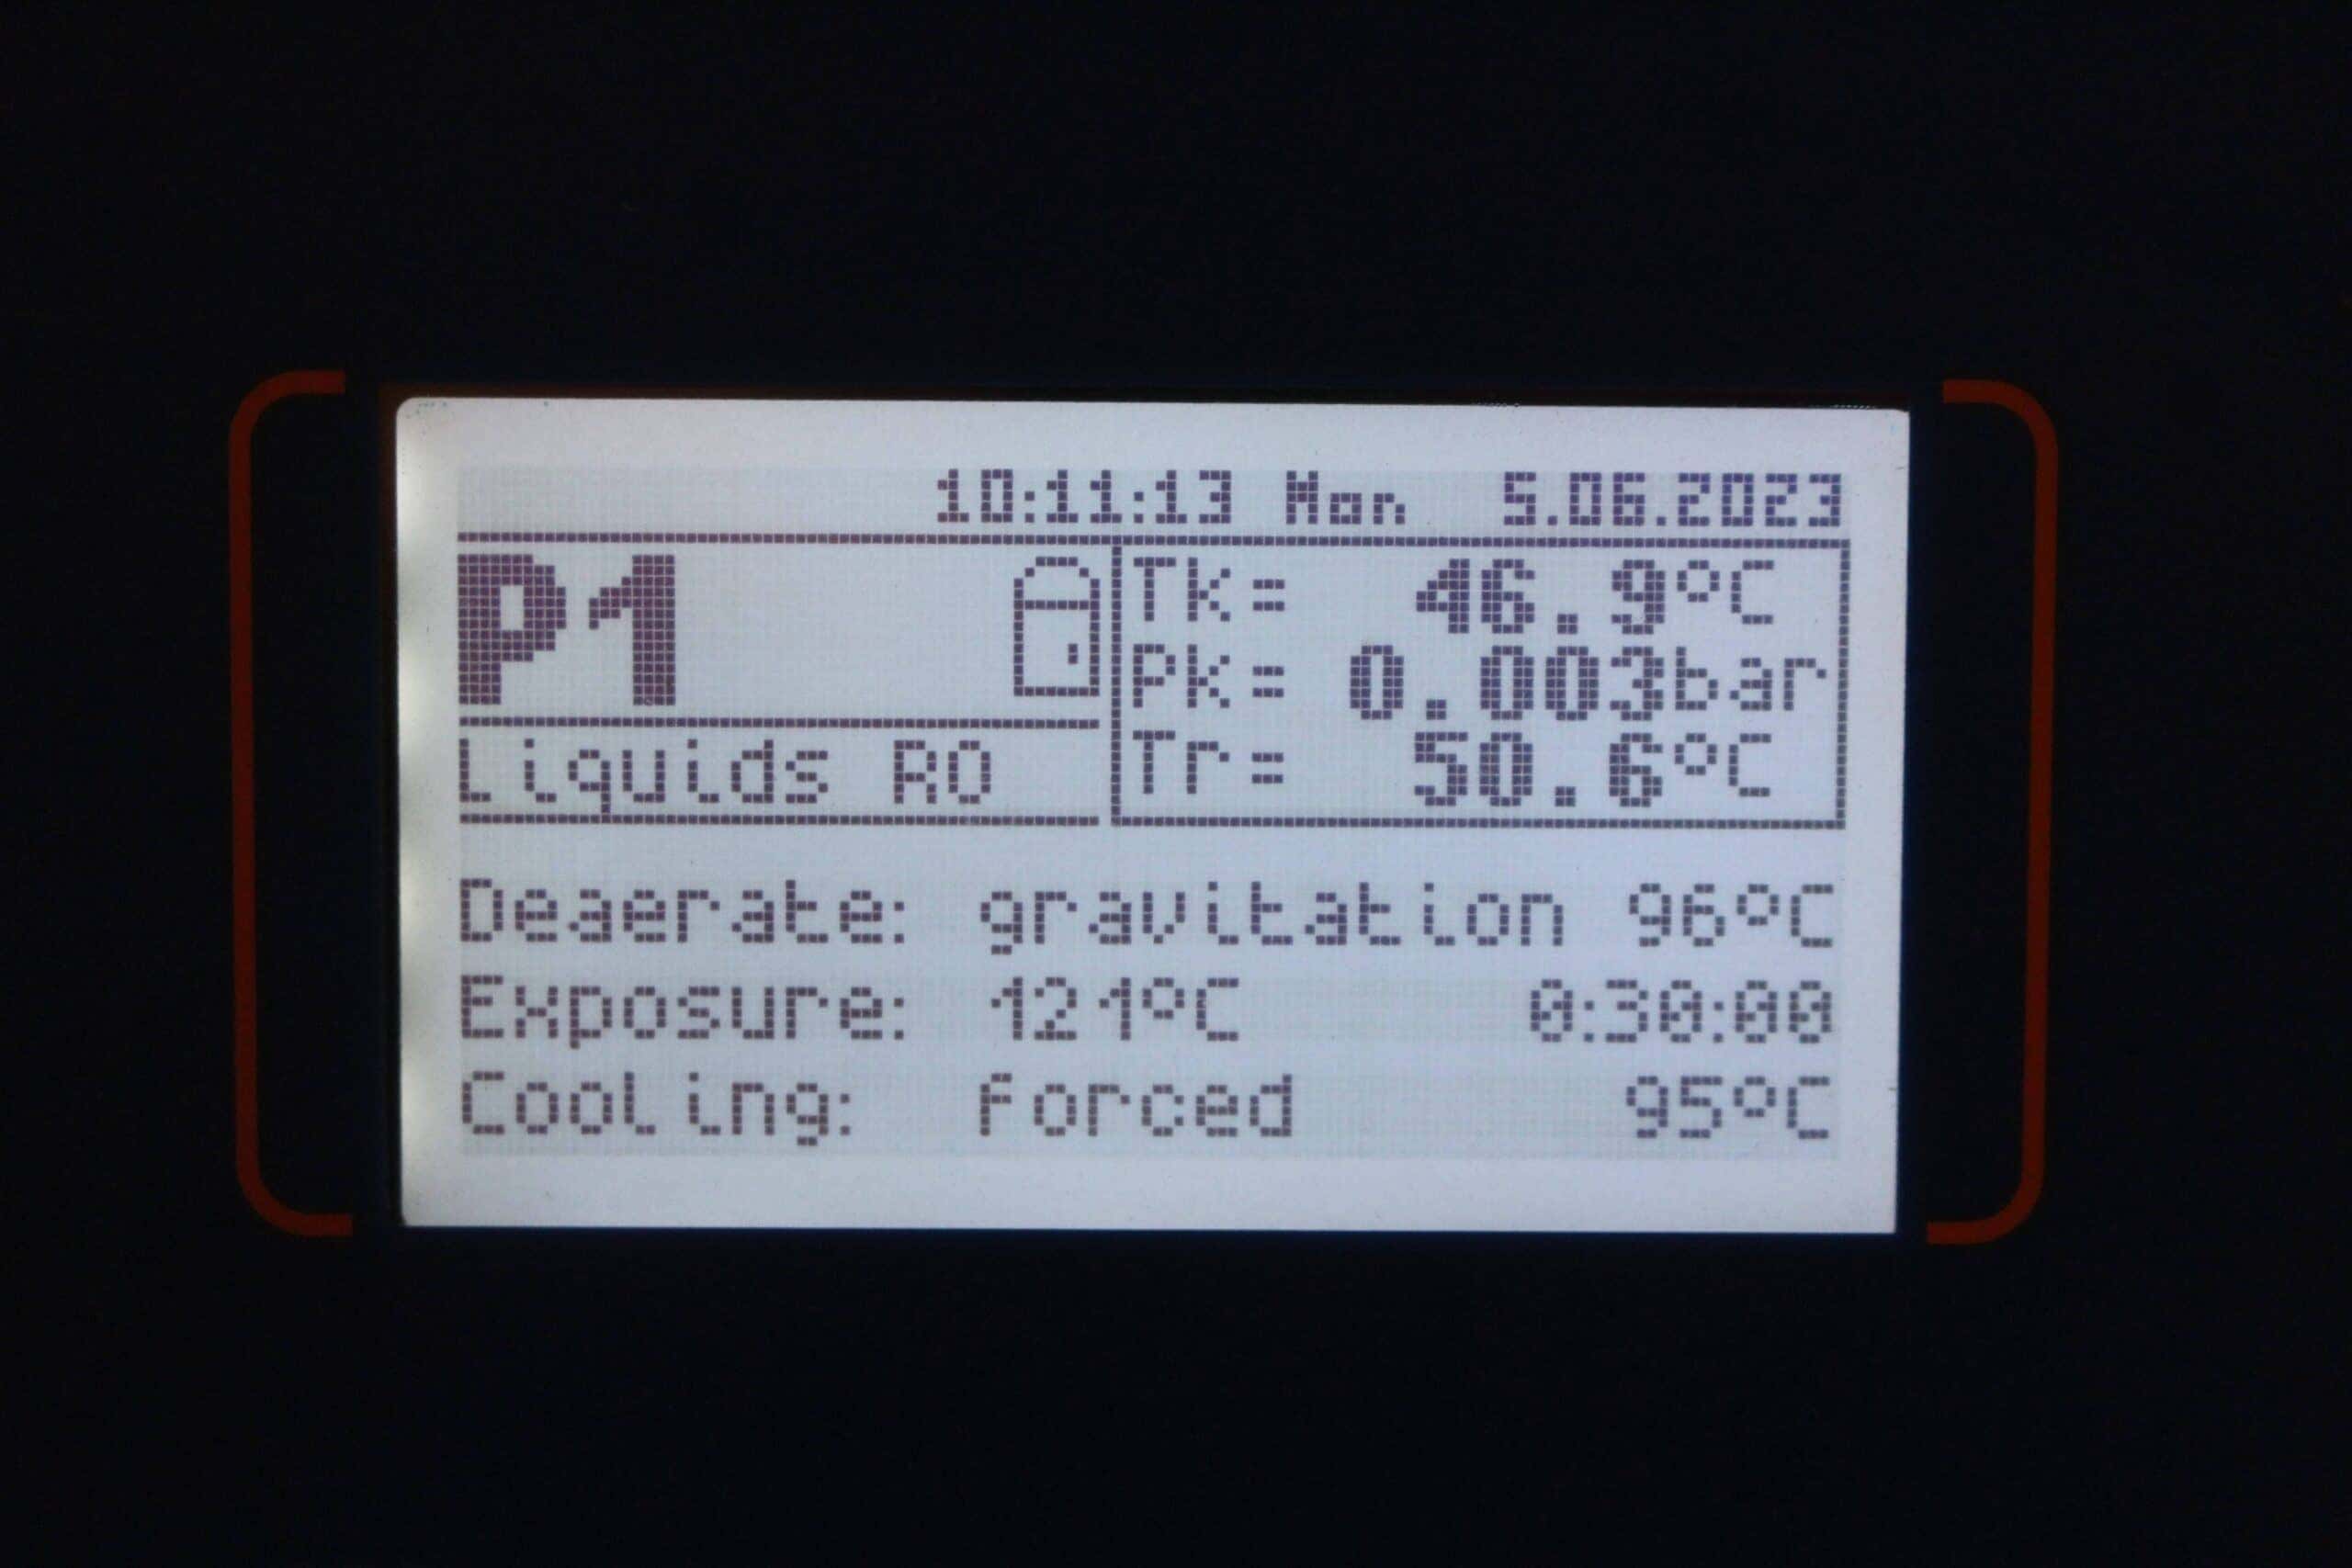 10:11:13 Mon 5.06.2023
P1
Tk= 46.9°C
Pk= 0.003bar
Tr= 50.6°C
Liquids RO
Deaerate: gravitation 96°C
Exposure: 121°C 0:30:00
Cooling: forced 95°C